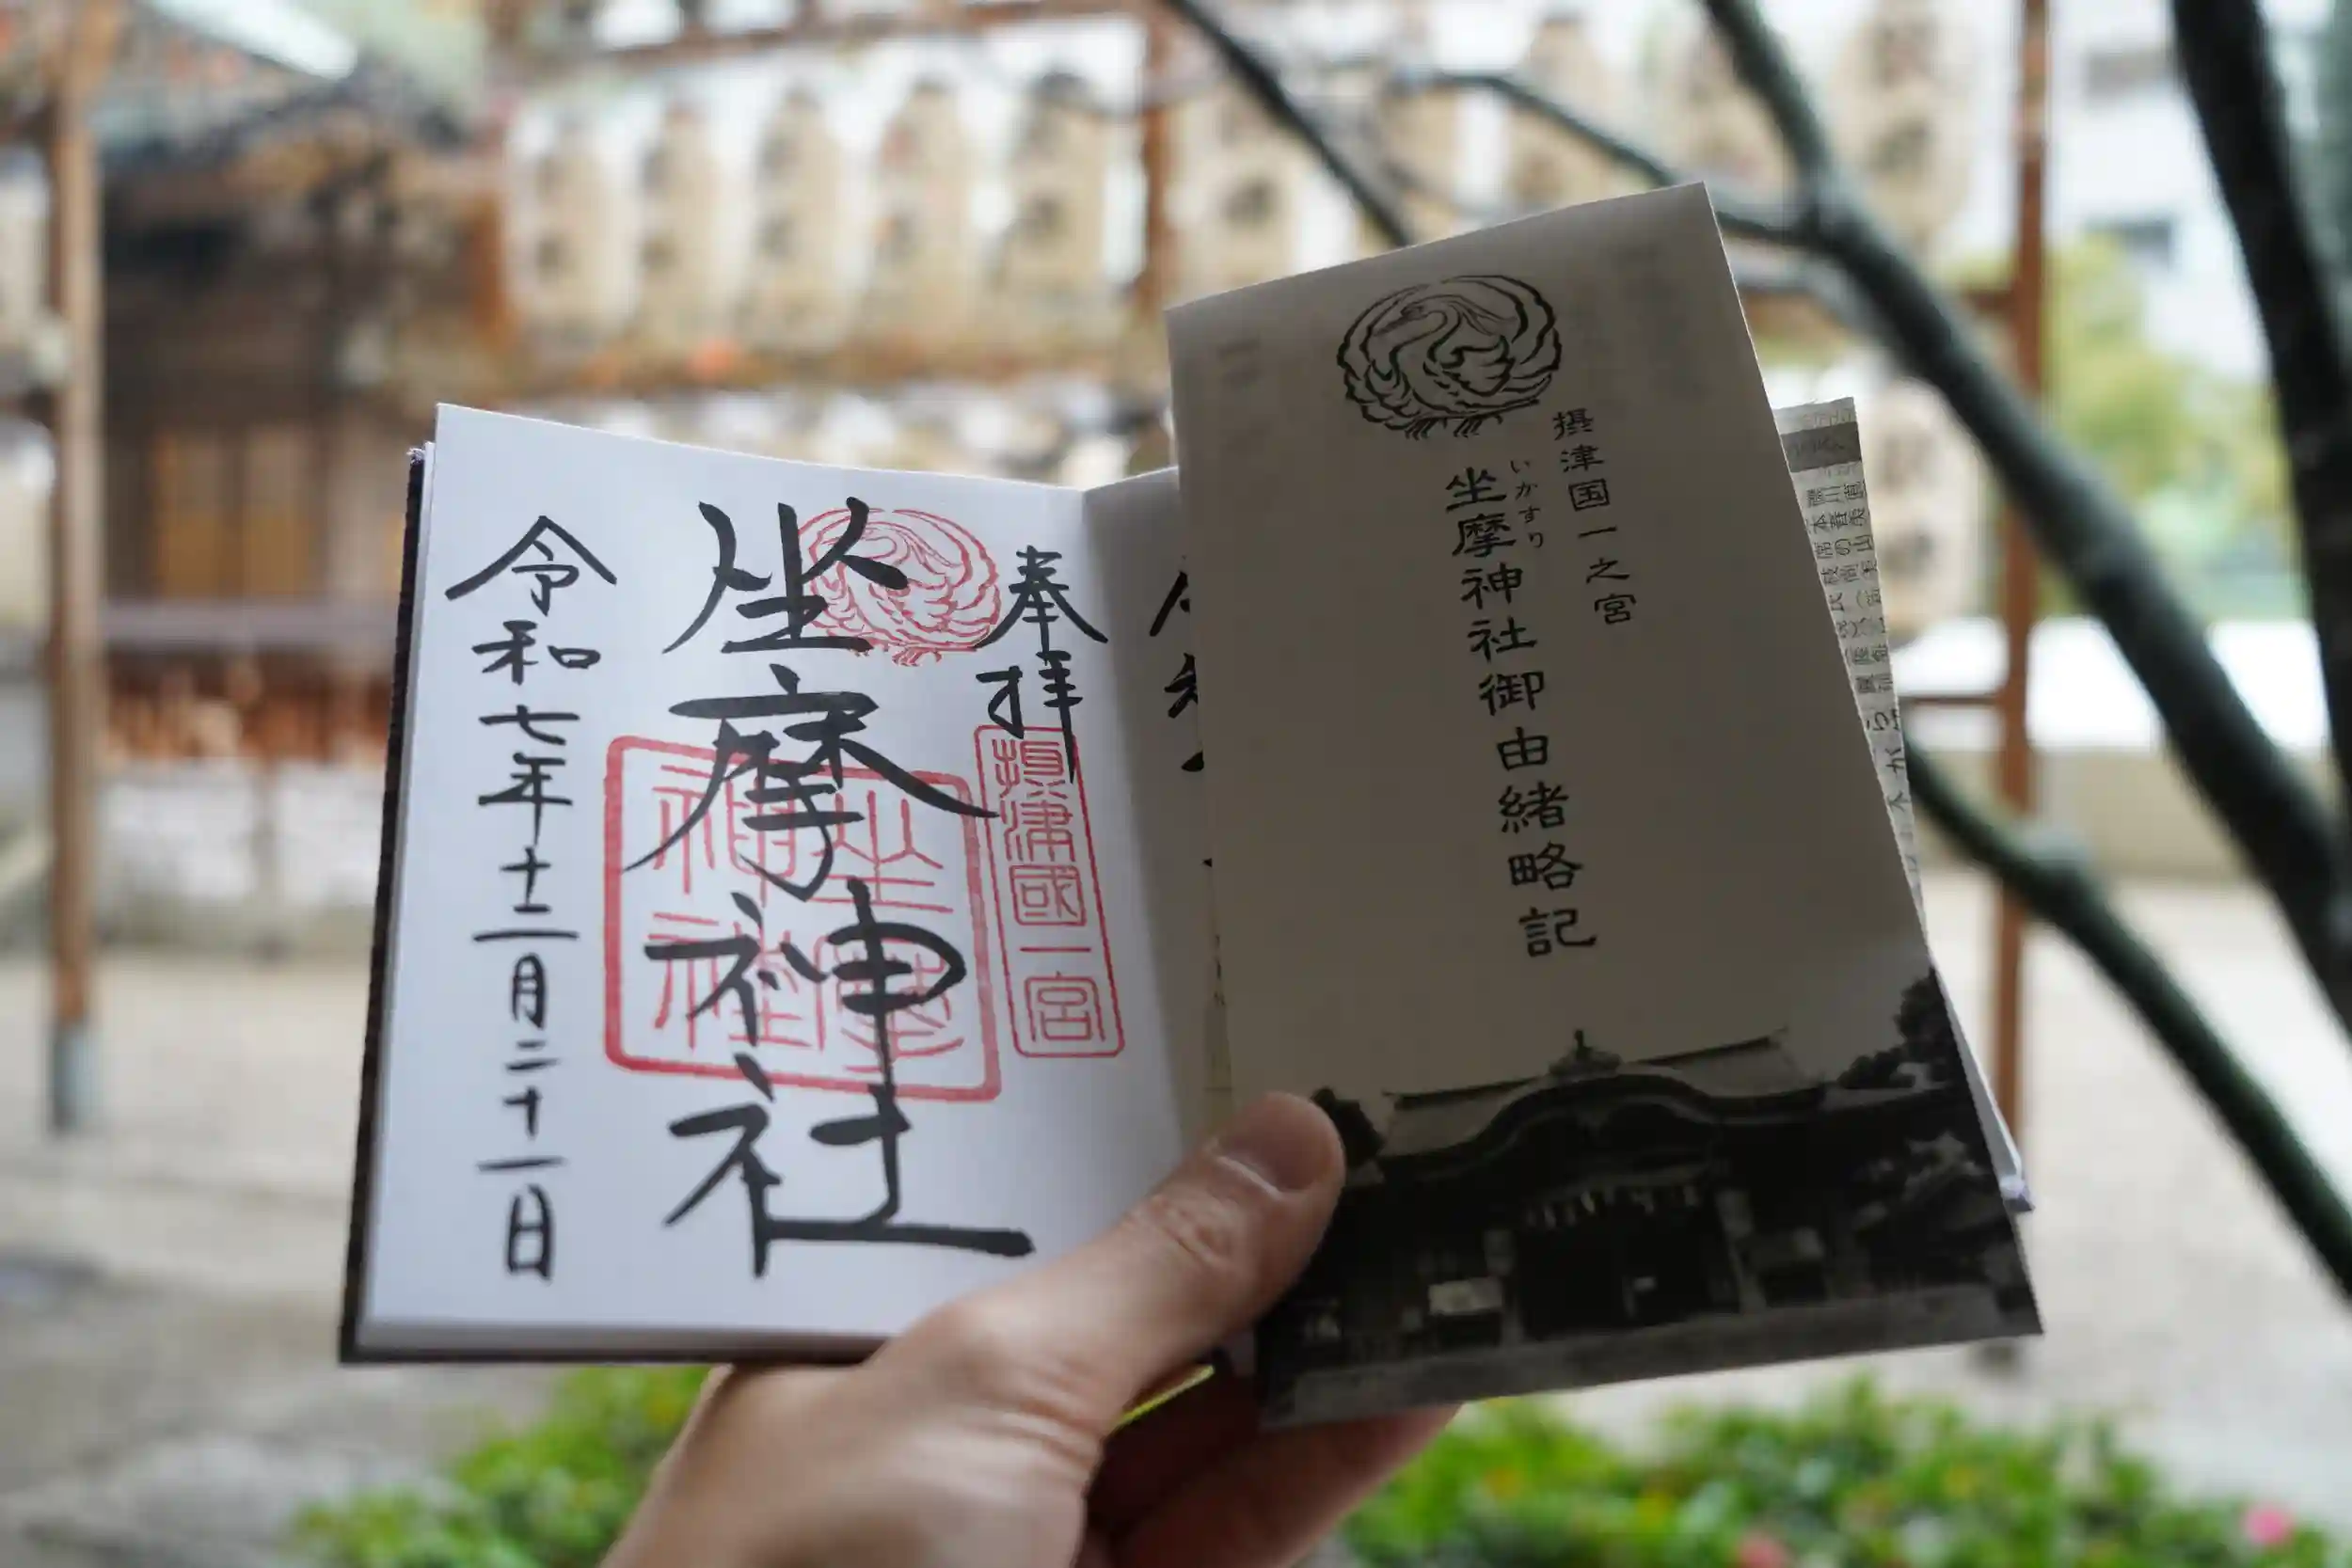 摂津国一之宮
いかすり
坐摩神社御由緒略記
奉拝
摂津國一宮
坐摩神社
坐摩神社
令和七年十二月二十一日